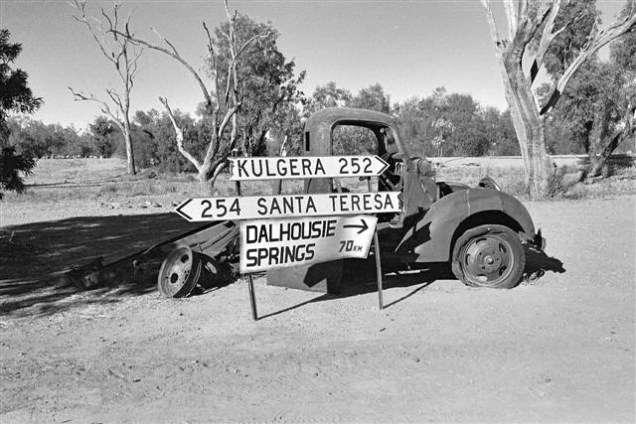 KULGERA 252
254 SANTA TERESA
DALHOUSIE
SPRINGS 70KM